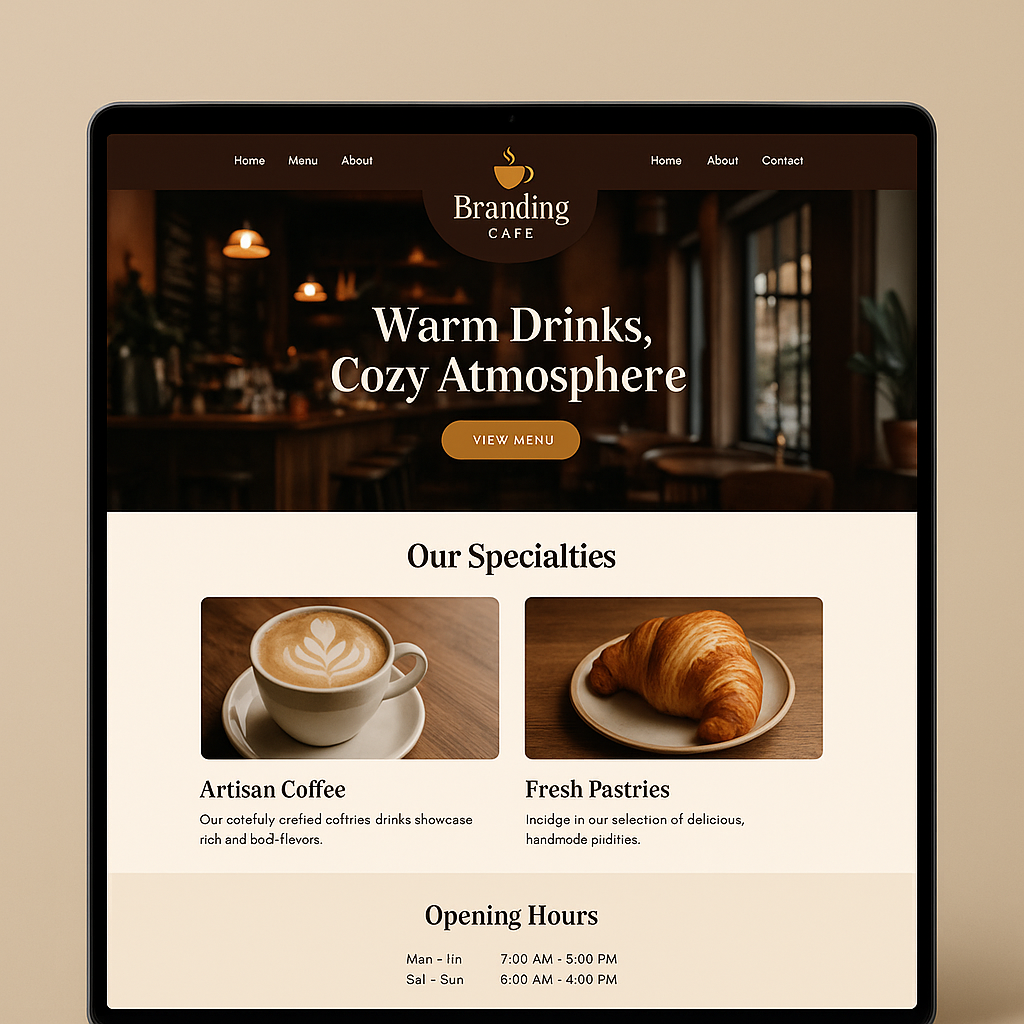 Home Menu About
Home About Contact
Branding
CAFE
Warm Drinks,
Cozy Atmosphere
VIEW MENU
Our Specialties
Artisan Coffee
Our cotefuly crefied coftries drinks showcase
rich and bod-flevors.
Fresh Pastries
Incidge in our selection of delicious,
handmode piidities.
Opening Hours
Man - Iin 7:00 AM - 5:00 PM
Sal - Sun 6:00 AM - 4:00 PM